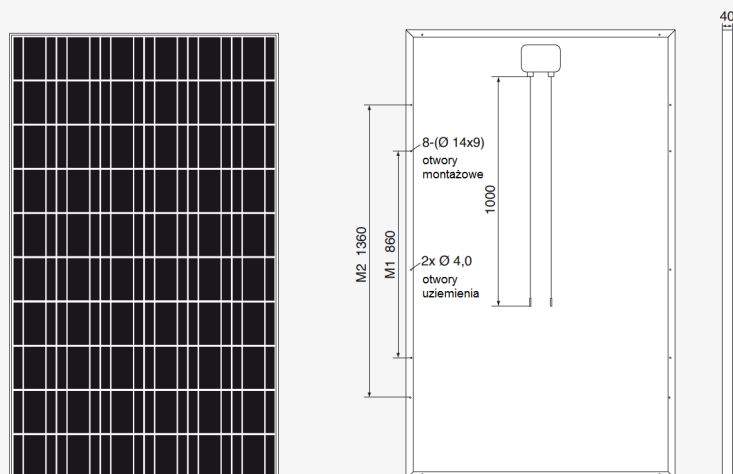 40
8-(Ø 14x9)
otwory
montażowe
1000
M2 1360
M1 860
2x Ø 4,0
otwory
uziemienia